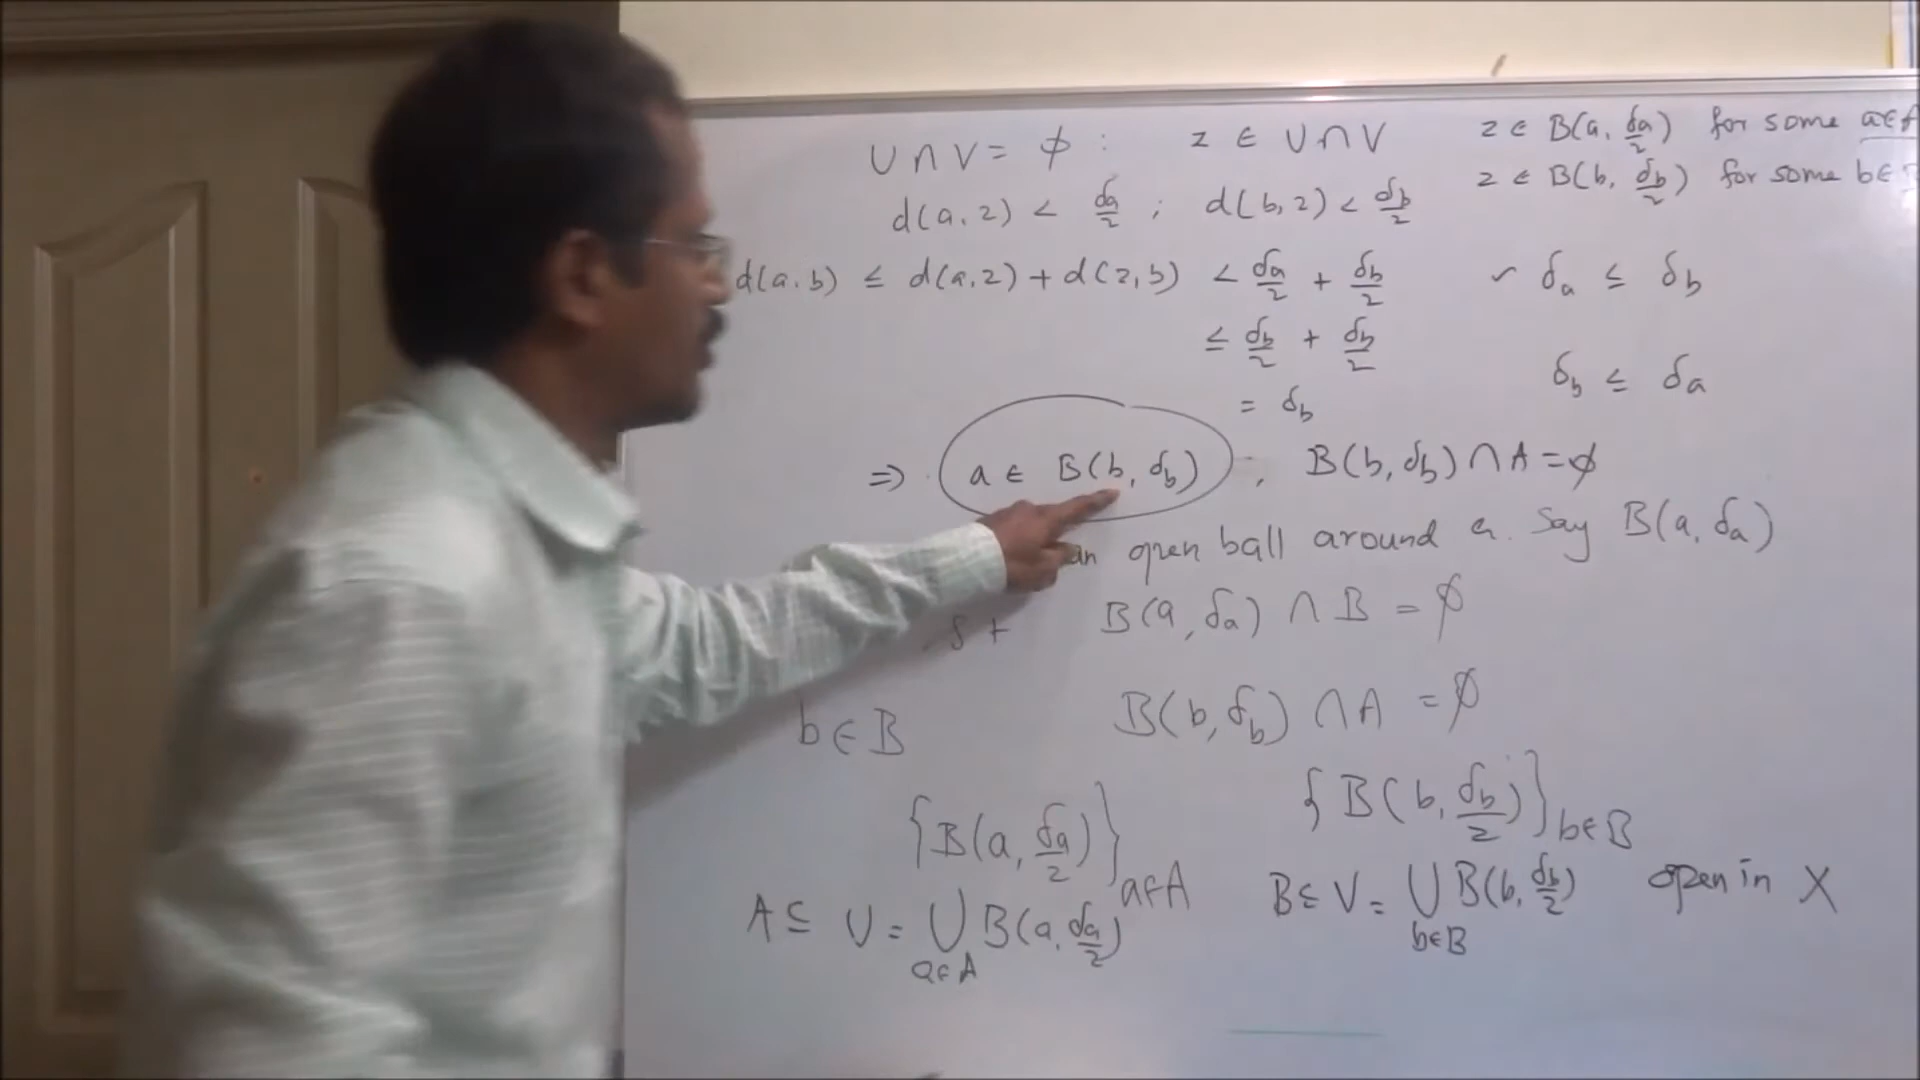 U ∩ V = ϕ : z ∈ U ∩ V z ∈ B(a, δa/2) for some a∈A
d(a, z) < δa/2 ; d(b, z) < δb/2 z ∈ B(b, δb/2) for some b∈
d(a, b) ≤ d(a, z) + d(z, b) < δa/2 + δb/2 ✓ δa ≤ δb
≤ δb/2 + δb/2
= δb δb ≤ δa
⇒ a ∈ B(b, δb) , B(b, δb) ∩ A = ϕ
an open ball around a. Say B(a, δa)
s t B(a, δa) ∩ B = ϕ
b ∈ B B(b, δb) ∩ A = ϕ
{B(a, δa/2)}a∈A {B(b, δb/2)}b∈B
A ⊆ U = ⋃a∈A B(a, δa/2) B ⊆ V = ⋃b∈B B(b, δb/2) open in X